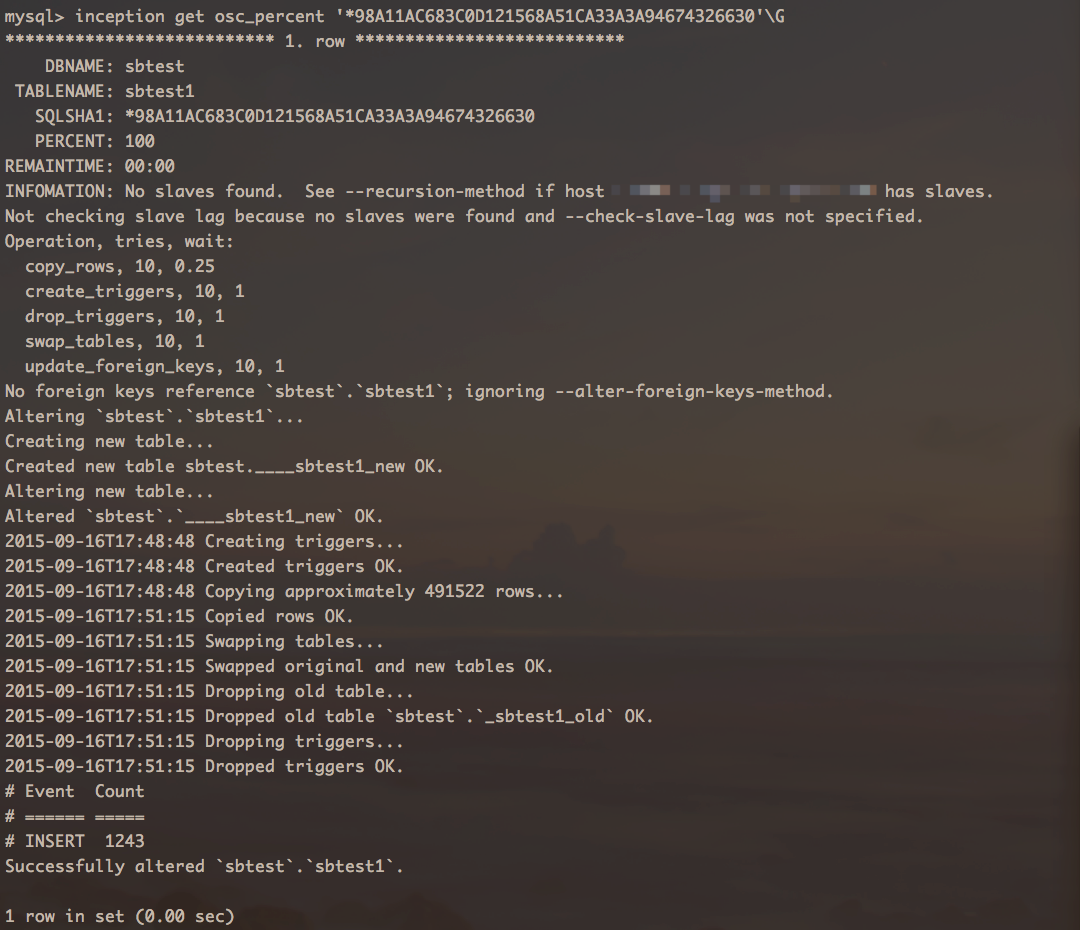 mysql> inception get osc_percent '*98A11AC683C0D121568A51CA33A3A94674326630'\G
*************************** 1. row ***************************
DBNAME: sbtest
TABLENAME: sbtest1
SQLSHA1: *98A11AC683C0D121568A51CA33A3A94674326630
PERCENT: 100
REMAINTIME: 00:00
INFOMATION: No slaves found.  See --recursion-method if host has slaves.
Not checking slave lag because no slaves were found and --check-slave-lag was not specified.
Operation, tries, wait:
copy_rows, 10, 0.25
create_triggers, 10, 1
drop_triggers, 10, 1
swap_tables, 10, 1
update_foreign_keys, 10, 1
No foreign keys reference `sbtest`.`sbtest1`; ignoring --alter-foreign-keys-method.
Altering `sbtest`.`sbtest1`...
Creating new table...
Created new table sbtest.____sbtest1_new OK.
Altering new table...
Altered `sbtest`.`____sbtest1_new` OK.
2015-09-16T17:48:48 Creating triggers...
2015-09-16T17:48:48 Created triggers OK.
2015-09-16T17:48:48 Copying approximately 491522 rows...
2015-09-16T17:51:15 Copied rows OK.
2015-09-16T17:51:15 Swapping tables...
2015-09-16T17:51:15 Swapped original and new tables OK.
2015-09-16T17:51:15 Dropping old table...
2015-09-16T17:51:15 Dropped old table `sbtest`.`_sbtest1_old` OK.
2015-09-16T17:51:15 Dropping triggers...
2015-09-16T17:51:15 Dropped triggers OK.
# Event  Count
# ====== =====
# INSERT  1243
Successfully altered `sbtest`.`sbtest1`.
1 row in set (0.00 sec)